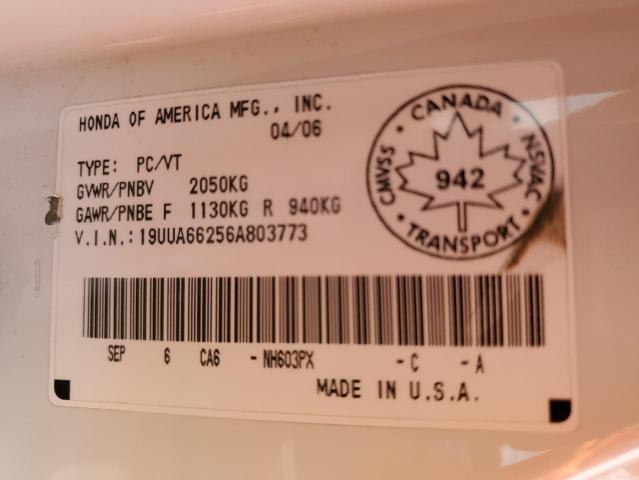 HONDA OF AMERICA MFG., INC.
04/06
TYPE: PC/VT
GVWR/PNBV 2050KG
GAWR/PNBE F 1130KG R 940KG
V.I.N.: 19UUA66256A803773
CANADA
CMVSS
942
NSVAC
TRANSPORT
SEP 6 CA6 - NH603PX - C - A
MADE IN U.S.A.